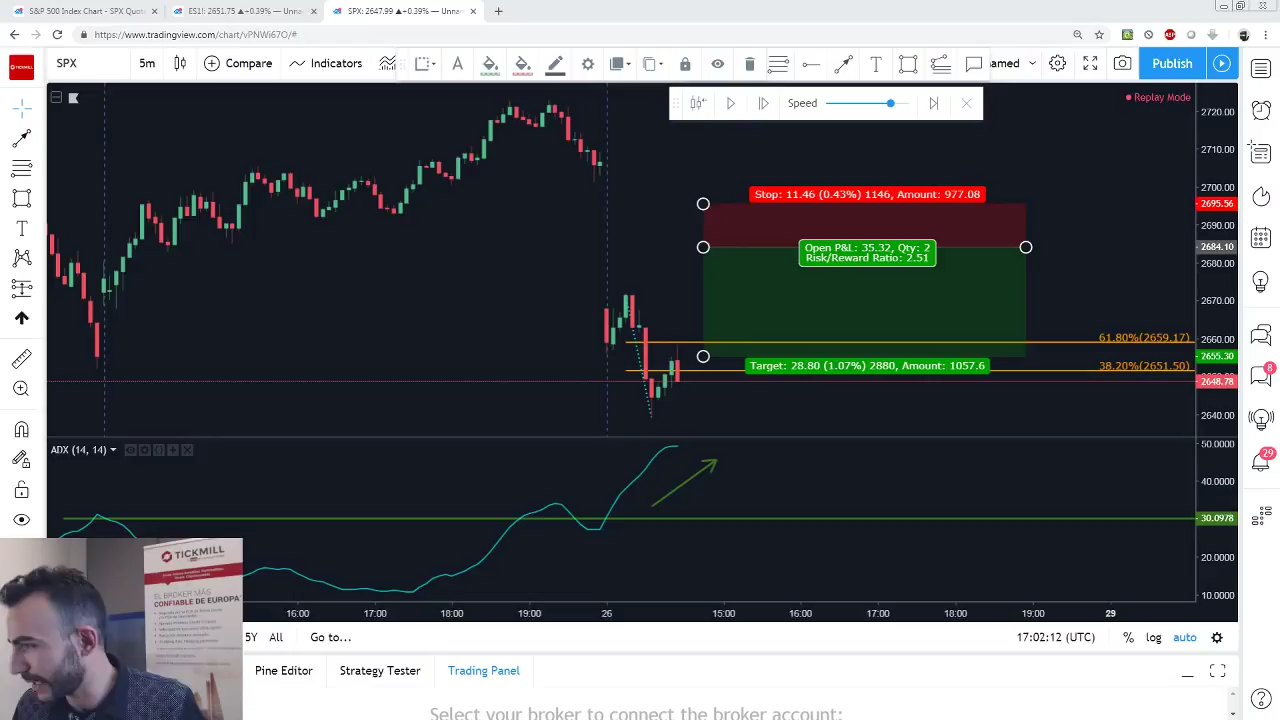 S&P 500 Index Chart - SPX Quot
ES1!: 2651.75 ▲+0.39% — Unna
SPX: 2647.99 ▲+0.39% — Unnar
https://www.tradingview.com/chart/vPNWi67O/#
TICKMILL
SPX
5m
Compare
Indicators
T
named
Publish
Speed
Replay Mode
2720.00
2710.00
2700.00
Stop: 11.46 (0.43%) 1146, Amount: 977.08
2695.56
2690.00
Open P&L: 35.32, Qty: 2
Risk/Reward Ratio: 2.51
2684.10
2680.00
2670.00
61.80%(2659.17)
2660.00
2655.30
Target: 28.80 (1.07%) 2880, Amount: 1057.6
38.20%(2651.50)
2648.78
2640.00
8
ADX (14, 14)
50.0000
29
40.0000
30.0978
20.0000
10.0000
16:00
17:00
18:00
19:00
26
15:00
16:00
17:00
18:00
19:00
29
5Y
All
Go to...
17:02:12 (UTC)
%
log
auto
Pine Editor
Strategy Tester
Trading Panel
Select your broker to connect the broker account:
TICKMILL
EL BROKER MÁS
CONFIABLE DE EUROPA*